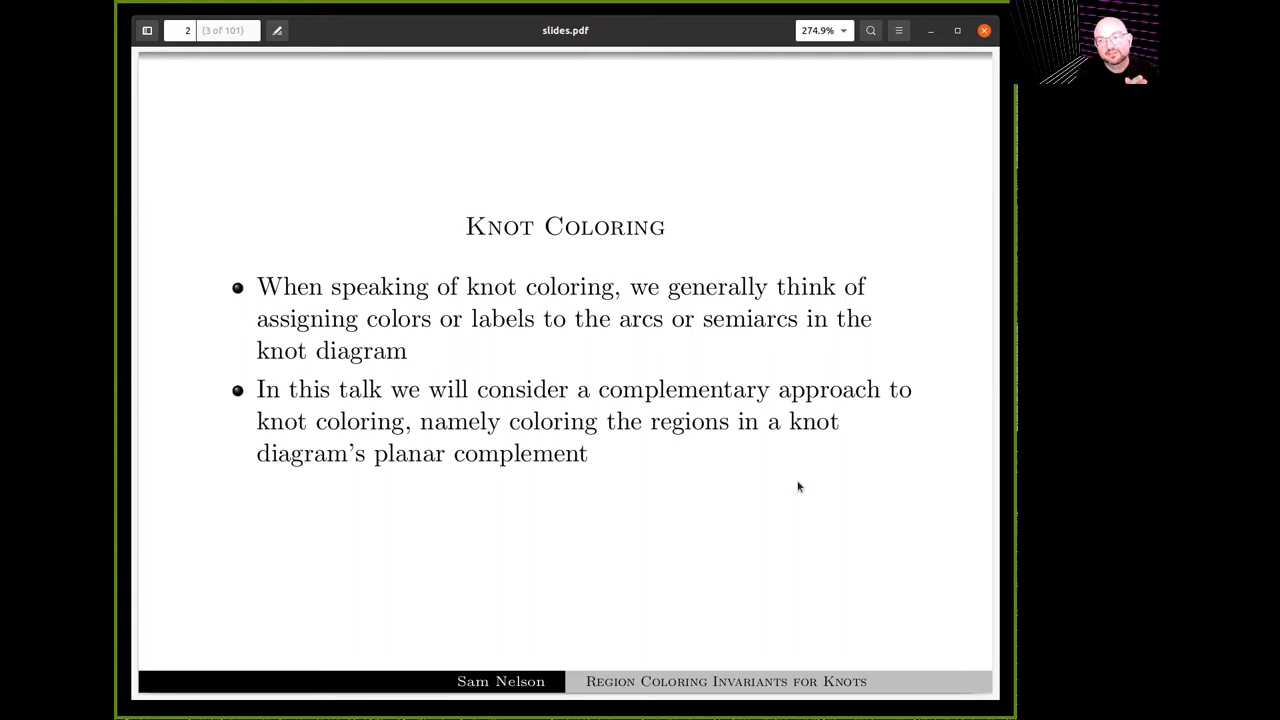 2 (3 of 101) slides.pdf 274.9%
Knot Coloring
When speaking of knot coloring, we generally think of
assigning colors or labels to the arcs or semiarcs in the
knot diagram
In this talk we will consider a complementary approach to
knot coloring, namely coloring the regions in a knot
diagram's planar complement
Sam Nelson Region Coloring Invariants for Knots